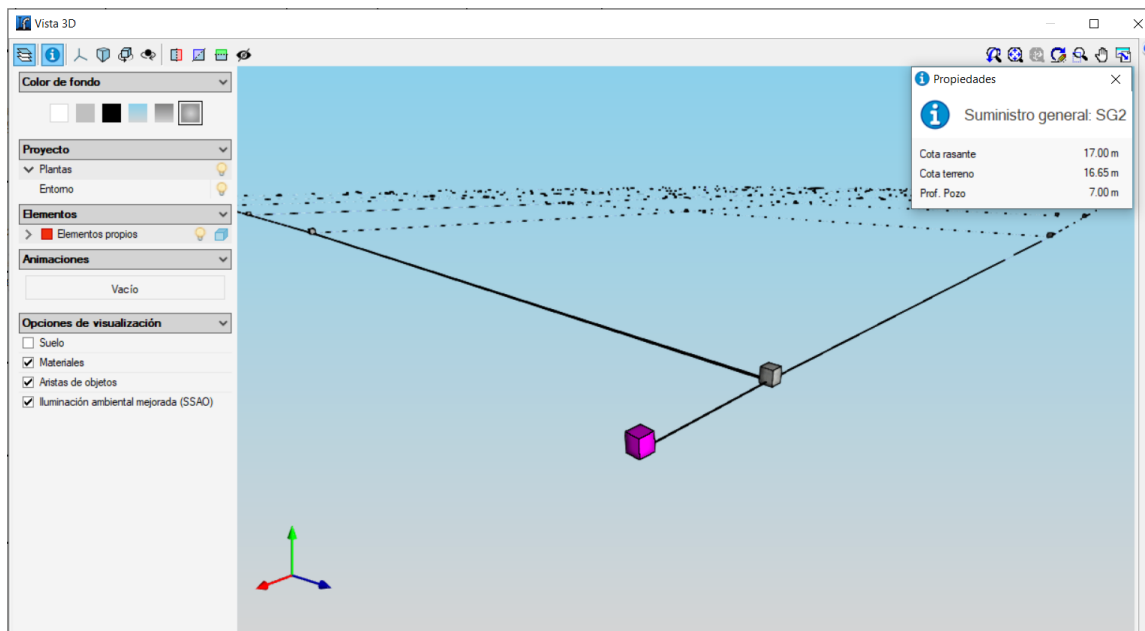 Vista 3D
Color de fondo
Proyecto
Plantas
Entorno
Elementos
Elementos propios
Animaciones
Vacío
Opciones de visualización
Suelo
Materiales
Aristas de objetos
Iluminación ambiental mejorada (SSAO)
Propiedades
Suministro general: SG2
Cota rasante 17.00 m
Cota terreno 16.65 m
Prof. Pozo 7.00 m